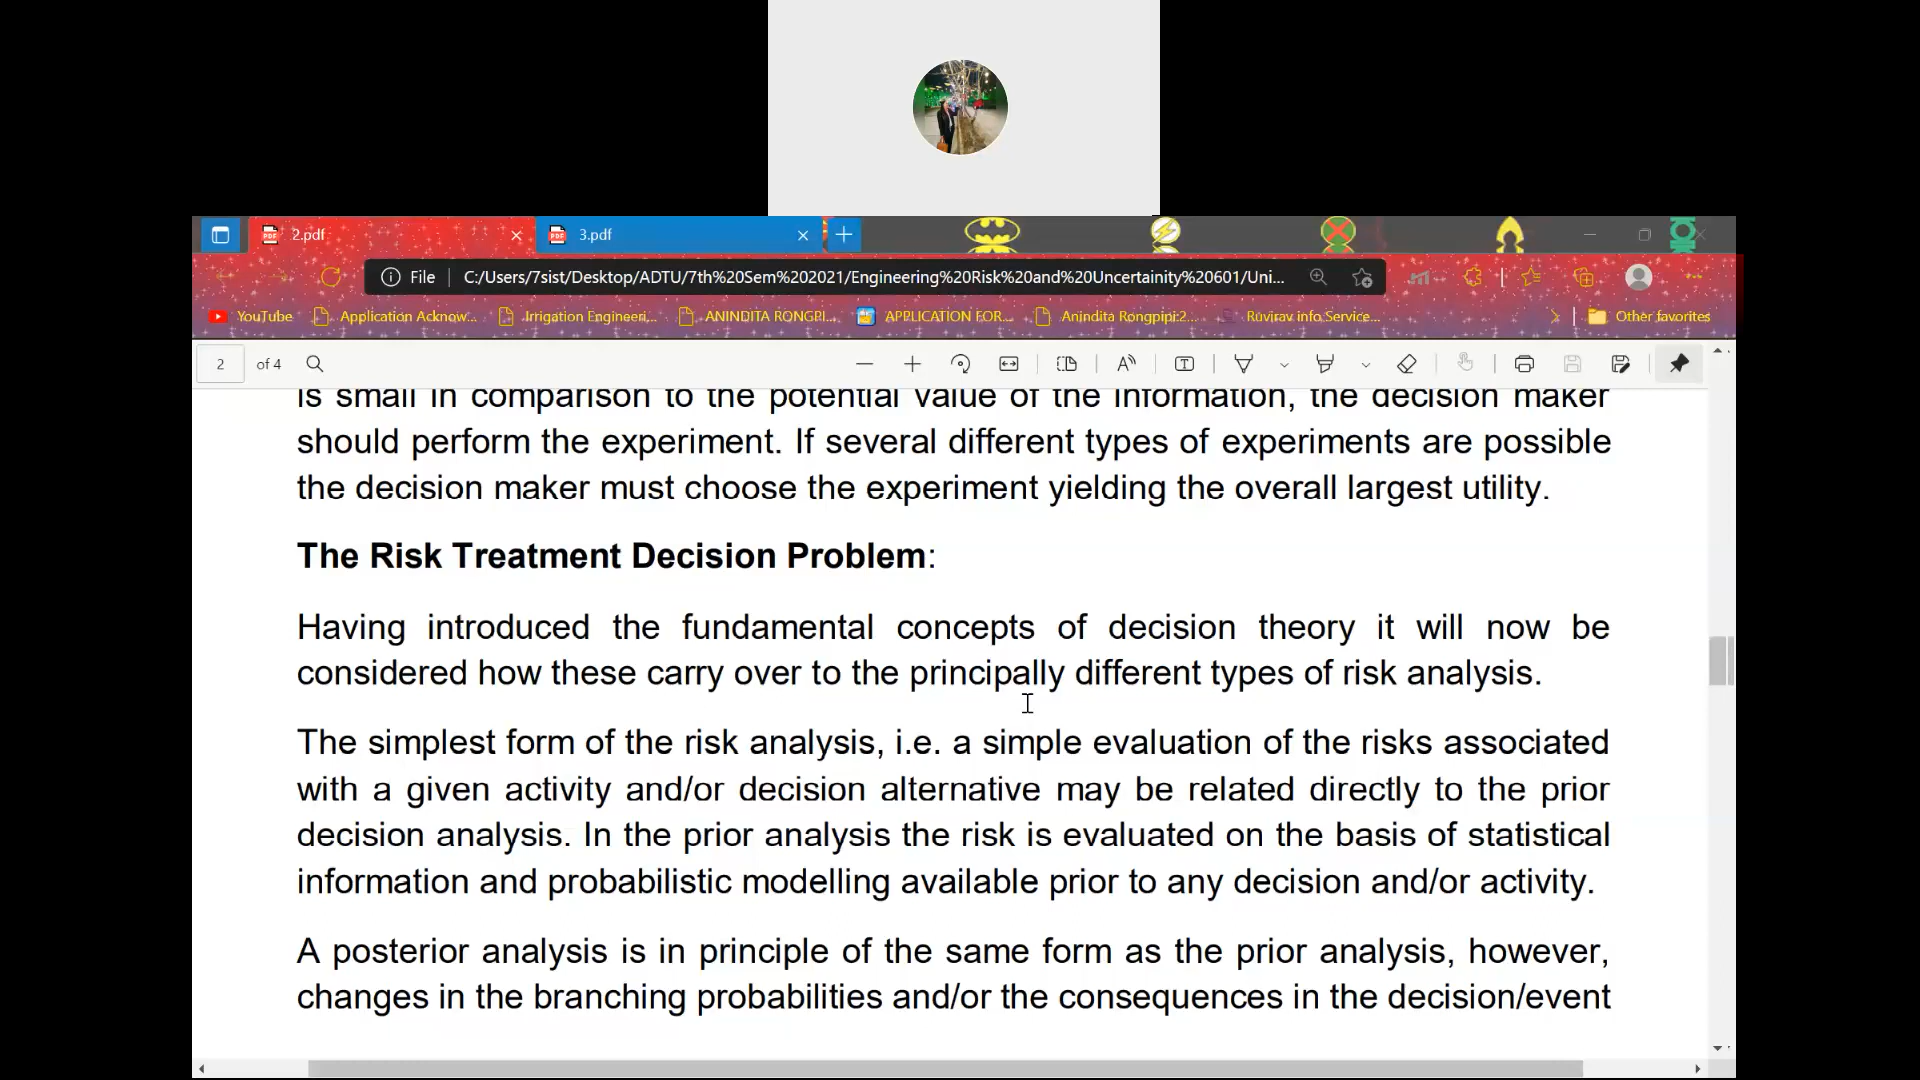 2.pdf
3.pdf
File
C:/Users/7sist/Desktop/ADTU/7th%20Sem%202021/Engineering%20Risk%20and%20Uncertainity%20601/Uni...
YouTube
Application Acknow...
Irrigation Engineeri...
ANINDITA RONGPI...
APPLICATION FOR...
Anindita Rongpipi:2...
Ruvirav info Service...
Other favorites
2 of 4
is small in comparison to the potential value of the information, the decision maker
should perform the experiment. If several different types of experiments are possible
the decision maker must choose the experiment yielding the overall largest utility.
The Risk Treatment Decision Problem:
Having introduced the fundamental concepts of decision theory it will now be
considered how these carry over to the principally different types of risk analysis.
The simplest form of the risk analysis, i.e. a simple evaluation of the risks associated
with a given activity and/or decision alternative may be related directly to the prior
decision analysis. In the prior analysis the risk is evaluated on the basis of statistical
information and probabilistic modelling available prior to any decision and/or activity.
A posterior analysis is in principle of the same form as the prior analysis, however,
changes in the branching probabilities and/or the consequences in the decision/event